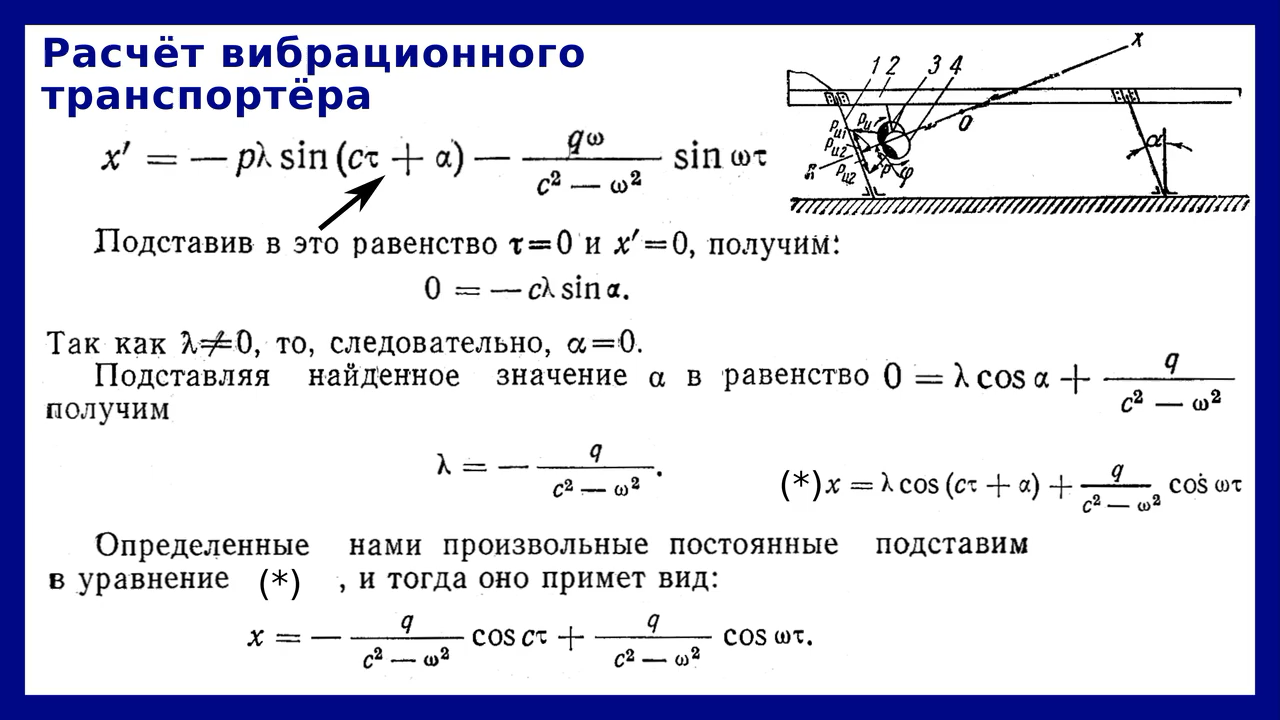 Расчёт вибрационного
транспортёра
x′ = — pλ sin (cτ + α) — qω / (c² — ω²) sin ωτ
1 2 3 4 x
O
α
Pц1
Pц2
Pц2
P φ
Подставив в это равенство τ=0 и x′=0, получим:
0 = — cλ sin α.
Так как λ≠0, то, следовательно, α=0.
Подставляя найденное значение α в равенство 0 = λ cos α + q / (c² — ω²)
получим
λ = — q / (c² — ω²).
(*) x = λ cos (cτ + α) + q / (c² — ω²) cos ωτ
Определенные нами произвольные постоянные подставим
в уравнение (*) , и тогда оно примет вид:
x = — q / (c² — ω²) cos cτ + q / (c² — ω²) cos ωτ.